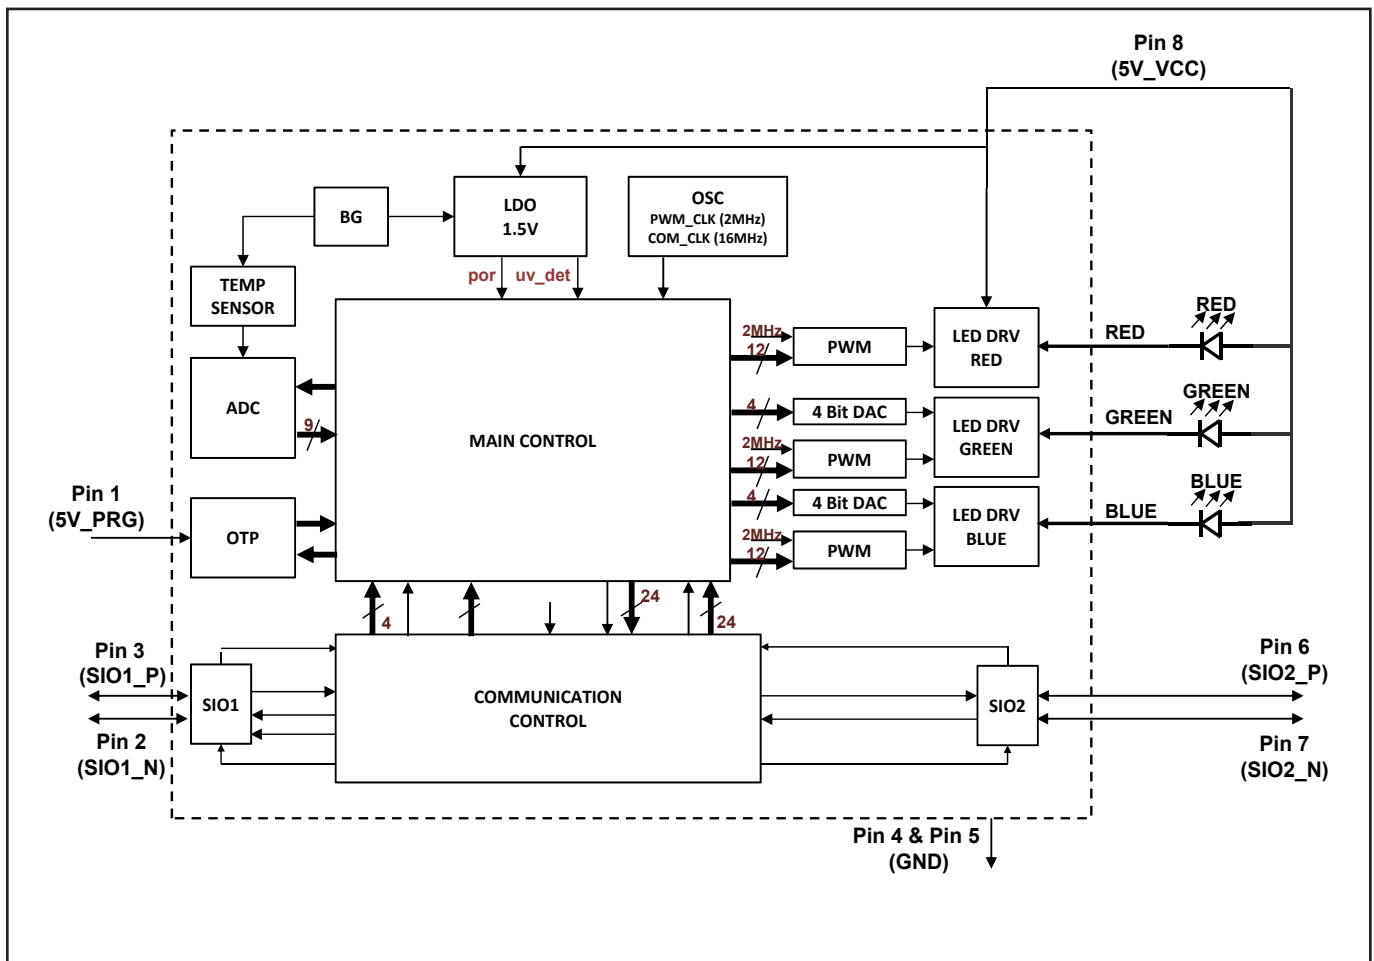 Pin 8
(5V_VCC)
BG
LDO
1.5V
OSC
PWM_CLK (2MHz)
COM_CLK (16MHz)
por uv_det
TEMP
SENSOR
ADC
9
MAIN CONTROL
2MHz
12
PWM
LED DRV
RED
RED
RED
4
4 Bit DAC
2MHz
12
PWM
LED DRV
GREEN
GREEN
GREEN
4
4 Bit DAC
2MHz
12
PWM
LED DRV
BLUE
BLUE
BLUE
Pin 1
(5V_PRG)
OTP
4
24
24
Pin 3
(SIO1_P)
SIO1
Pin 2
(SIO1_N)
COMMUNICATION
CONTROL
SIO2
Pin 6
(SIO2_P)
Pin 7
(SIO2_N)
Pin 4 & Pin 5
(GND)